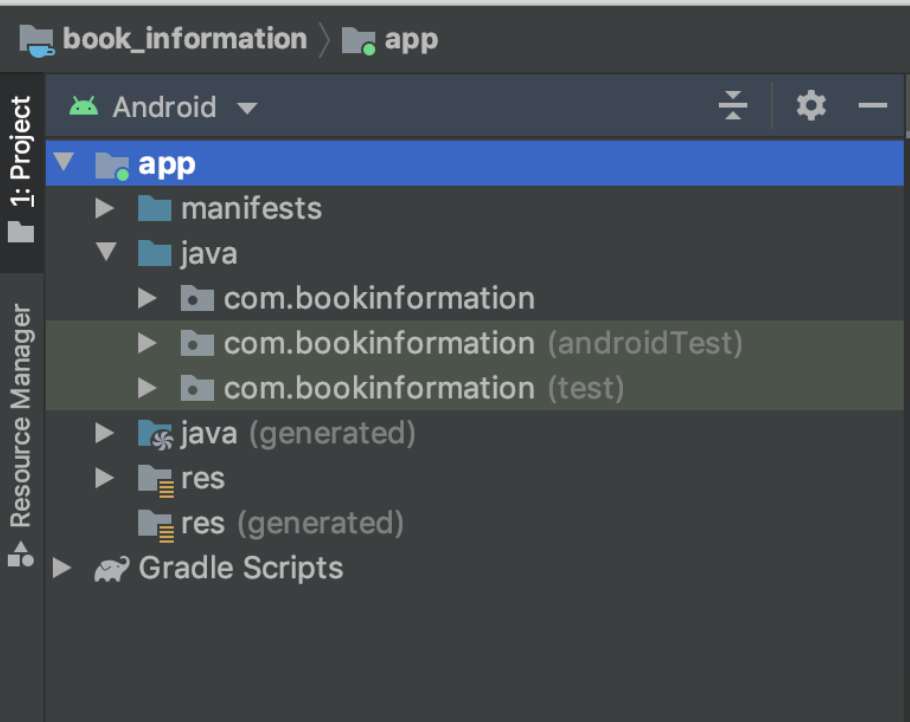 book_information app
Android
1: Project
app
manifests
java
com.bookinformation
com.bookinformation (androidTest)
com.bookinformation (test)
java (generated)
res
res (generated)
Gradle Scripts
Resource Manager